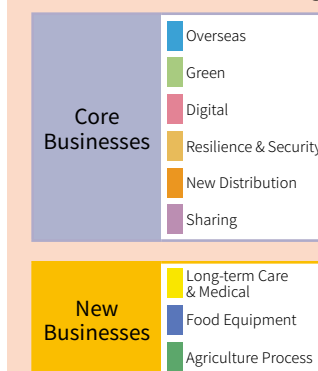 Core
Businesses
Overseas
Green
Digital
Resilience & Security
New Distribution
Sharing
New
Businesses
Long-term Care
& Medical
Food Equipment
Agriculture Process